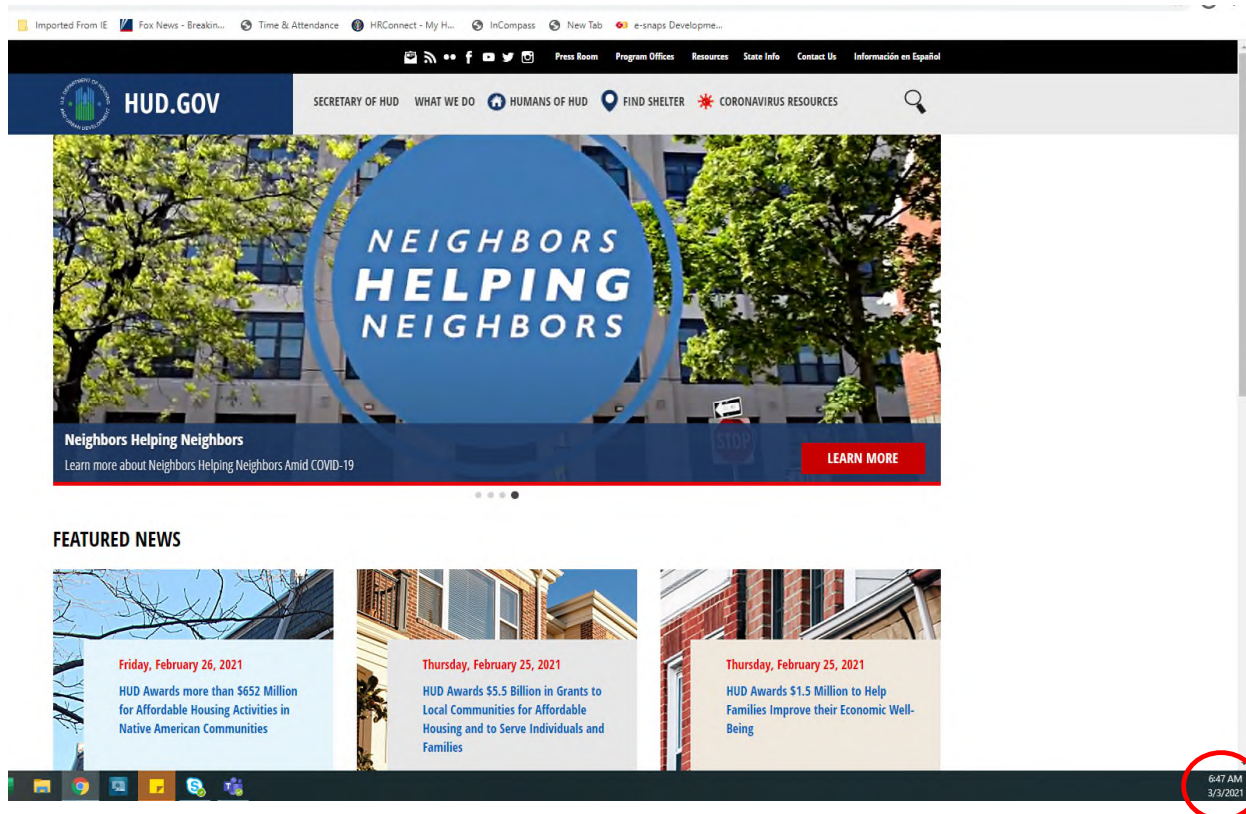 Imported From IE Fox News - Breakin... Time & Attendance HRConnect - My H... InCompass New Tab e-snaps Developme...
Press Room Program Offices Resources State Info Contact Us Información en Español
HUD.GOV SECRETARY OF HUD WHAT WE DO HUMANS OF HUD FIND SHELTER CORONAVIRUS RESOURCES
NEIGHBORS
HELPING
NEIGHBORS
STOP
Neighbors Helping Neighbors
Learn more about Neighbors Helping Neighbors Amid COVID-19
LEARN MORE
FEATURED NEWS
Friday, February 26, 2021
HUD Awards more than $652 Million
for Affordable Housing Activities in
Native American Communities
Thursday, February 25, 2021
HUD Awards $5.5 Billion in Grants to
Local Communities for Affordable
Housing and to Serve Individuals and
Families
Thursday, February 25, 2021
HUD Awards $1.5 Million to Help
Families Improve their Economic Well-
Being
6:47 AM
3/3/2021